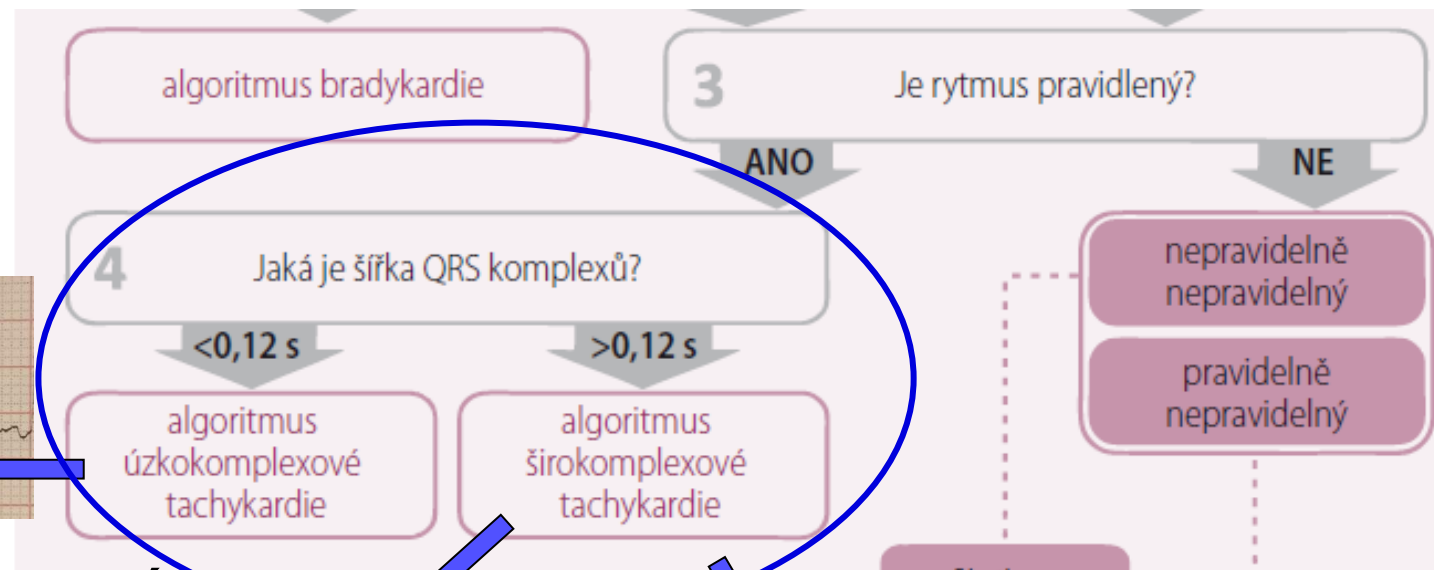 algoritmus bradykardie
3
Je rytmus pravidlený?
ANO
NE
4
Jaká je šířka QRS komplexů?
<0,12 s
>0,12 s
algoritmus
úzkokomplexové
tachykardie
algoritmus
širokomplexové
tachykardie
nepravidelně
nepravidelný
pravidelně
nepravidelný